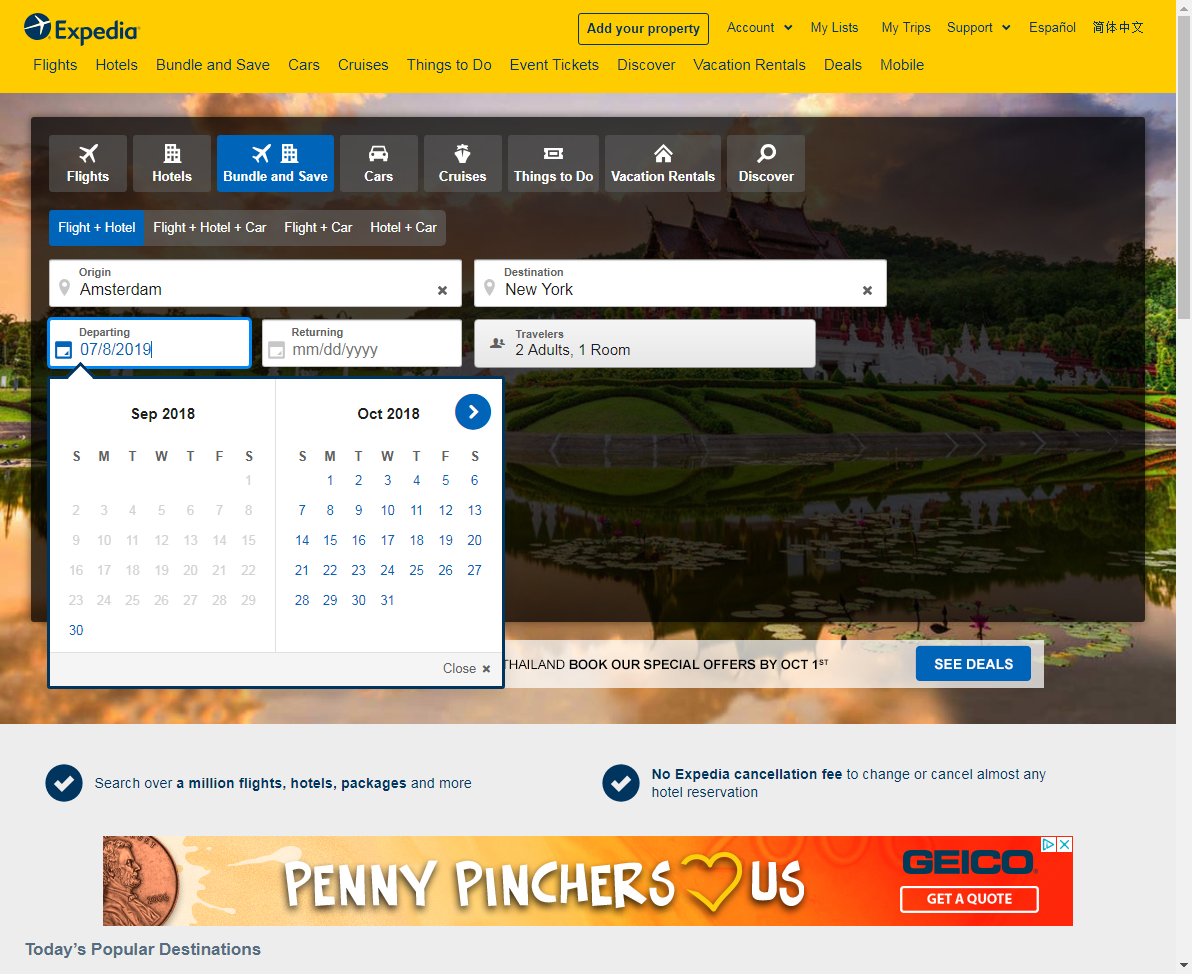 Expedia
Add your property
Account
My Lists
My Trips
Support
Español
简体中文
Flights Hotels Bundle and Save Cars Cruises Things to Do Event Tickets Discover Vacation Rentals Deals Mobile
Flights
Hotels
Bundle and Save
Cars
Cruises
Things to Do
Vacation Rentals
Discover
Flight + Hotel
Flight + Hotel + Car
Flight + Car
Hotel + Car
Origin
Amsterdam
Destination
New York
Departing
07/8/2019
Returning
mm/dd/yyyy
Travelers
2 Adults, 1 Room
Sep 2018
S M T W T F S
1
2 3 4 5 6 7 8
9 10 11 12 13 14 15
16 17 18 19 20 21 22
23 24 25 26 27 28 29
30
Oct 2018
S M T W T F S
1 2 3 4 5 6
7 8 9 10 11 12 13
14 15 16 17 18 19 20
21 22 23 24 25 26 27
28 29 30 31
Close
THAILAND BOOK OUR SPECIAL OFFERS BY OCT 1ST
SEE DEALS
Search over a million flights, hotels, packages and more
No Expedia cancellation fee to change or cancel almost any
hotel reservation
PENNY PINCHERS US
GEICO
GET A QUOTE
Today's Popular Destinations